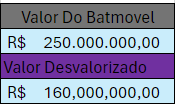 Valor Do Batmovel
R$ 250.000.000,00
Valor Desvalorizado
R$ 160,000,000,00